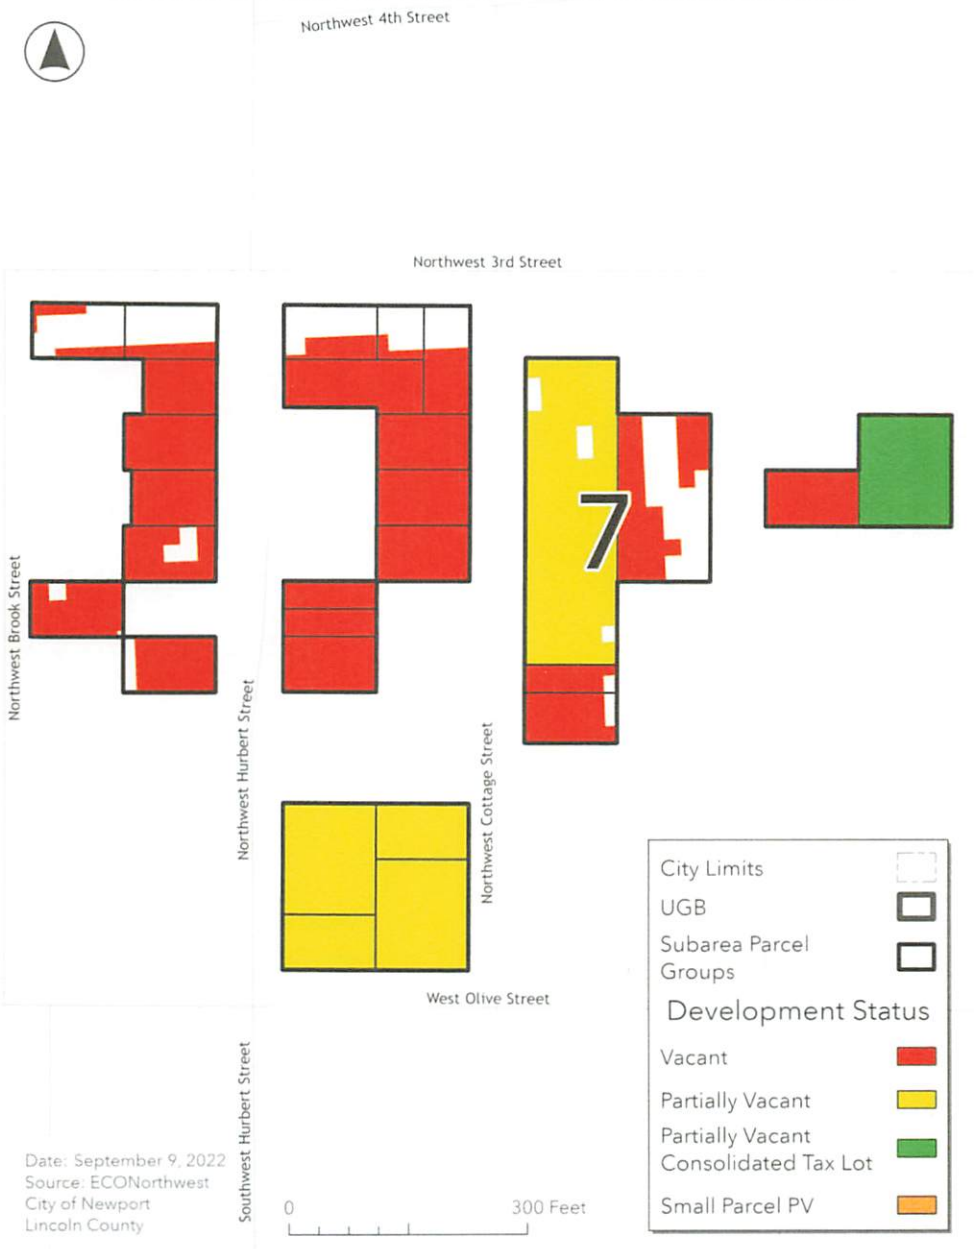 Northwest 4th Street
Northwest 3rd Street
7
Northwest Brook Street
Northwest Hurbert Street
Northwest Cottage Street
West Olive Street
Southwest Hurbert Street
City Limits
UGB
Subarea Parcel
Groups
Development Status
Vacant
Partially Vacant
Partially Vacant
Consolidated Tax Lot
Small Parcel PV
Date: September 9, 2022
Source: ECONorthwest
City of Newport
Lincoln County
0 300 Feet